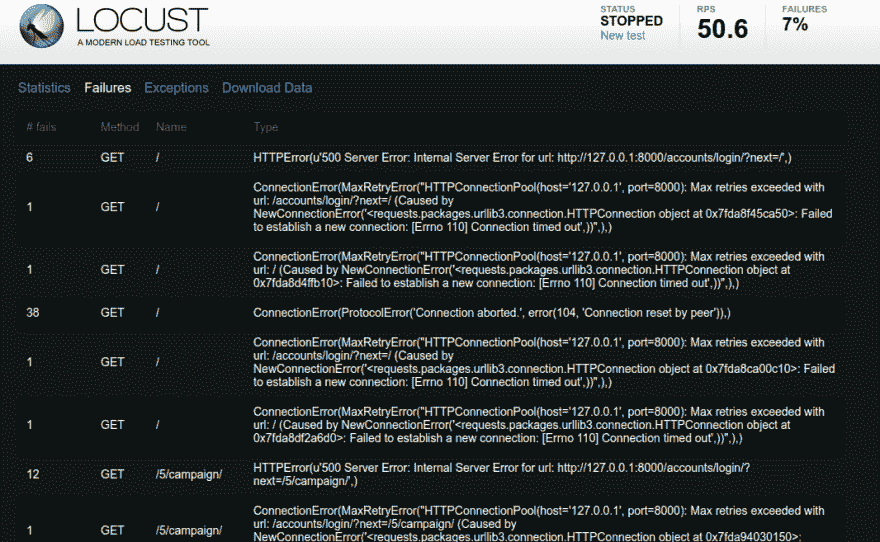 LOCUST
A MODERN LOAD TESTING TOOL
STATUS
STOPPED
New test
RPS
50.6
FAILURES
7%
Statistics Failures Exceptions Download Data
# fails Method Name Type
6 GET / HTTPError(u'500 Server Error: Internal Server Error for url: http://127.0.0.1:8000/accounts/login/?next=/',)
ConnectionError(MaxRetryError("HTTPConnectionPool(host='127.0.0.1', port=8000): Max retries exceeded with
url: /accounts/login/?next=/ (Caused by
1 GET / NewConnectionError('<requests.packages.urllib3.connection.HTTPConnection object at 0x7fda8f45ca50>: Failed
to establish a new connection: [Errno 110] Connection timed out',))",),)
ConnectionError(MaxRetryError("HTTPConnectionPool(host='127.0.0.1', port=8000): Max retries exceeded with
1 GET / url: / (Caused by NewConnectionError('<requests.packages.urllib3.connection.HTTPConnection object at
0x7fda8d4ffb10>: Failed to establish a new connection: [Errno 110] Connection timed out',))",),)
38 GET / ConnectionError(ProtocolError('Connection aborted.', error(104, 'Connection reset by peer')),)
ConnectionError(MaxRetryError("HTTPConnectionPool(host='127.0.0.1', port=8000): Max retries exceeded with
url: /accounts/login/?next=/ (Caused by
1 GET / NewConnectionError('<requests.packages.urllib3.connection.HTTPConnection object at 0x7fda8ca00c10>: Failed
to establish a new connection: [Errno 110] Connection timed out',))",),)
ConnectionError(MaxRetryError("HTTPConnectionPool(host='127.0.0.1', port=8000): Max retries exceeded with
1 GET / url: / (Caused by NewConnectionError('<requests.packages.urllib3.connection.HTTPConnection object at
0x7fda8df2a6d0>: Failed to establish a new connection: [Errno 110] Connection timed out',))",),)
12 GET /5/campaign/ HTTPError(u'500 Server Error: Internal Server Error for url: http://127.0.0.1:8000/accounts/login/?
next=/5/campaign/',)
ConnectionError(MaxRetryError("HTTPConnectionPool(host='127.0.0.1', port=8000): Max retries exceeded with
url: /accounts/login/?next=/5/campaign/ (Caused by
1 GET /5/campaign/ NewConnectionError('<requests.packages.urllib3.connection.HTTPConnection object at 0x7fda94030150>: